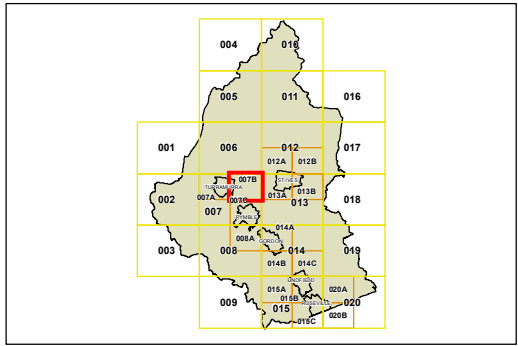 004 010
005 011 016
001 006 012 017
012A 012B
007B ST IVES
TURRAMURRA
002 007A 007C 013A 013B 018
007 013
PYMBLE
014A
008A GORDON
003 008 014 019
014B 014C
LINDFIELD
015A 020A
009 015B ROSEVILLE 020
015 020B
015C